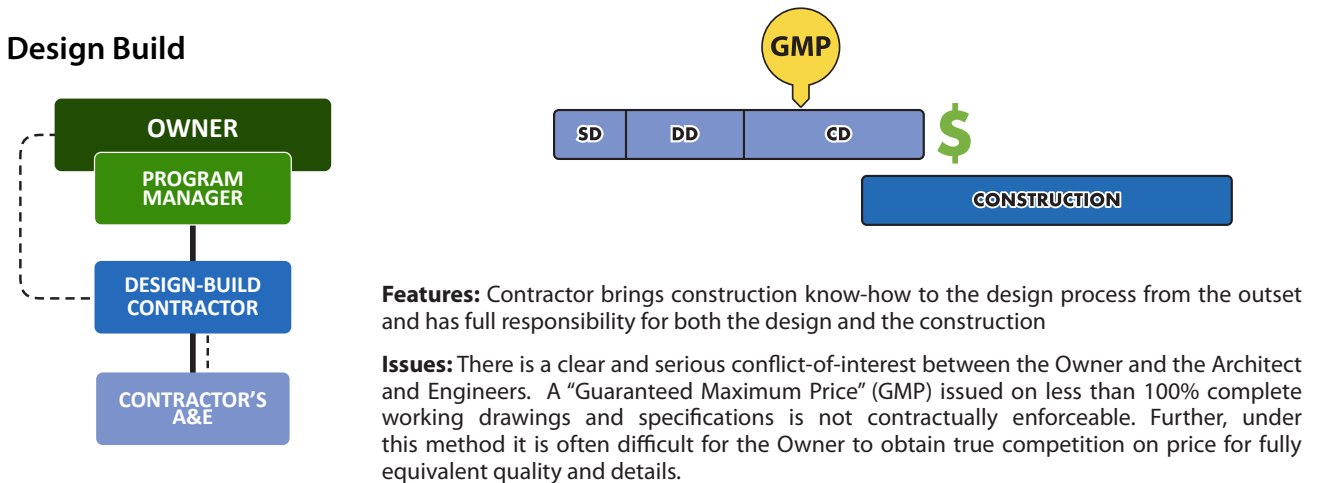 Design Build
OWNER
PROGRAM
MANAGER
DESIGN-BUILD
CONTRACTOR
CONTRACTOR’S
A&E
GMP
SD
DD
CD
$
CONSTRUCTION
Features: Contractor brings construction know-how to the design process from the outset
and has full responsibility for both the design and the construction
Issues: There is a clear and serious conflict-of-interest between the Owner and the Architect
and Engineers. A “Guaranteed Maximum Price” (GMP) issued on less than 100% complete
working drawings and specifications is not contractually enforceable. Further, under
this method it is often difficult for the Owner to obtain true competition on price for fully
equivalent quality and details.